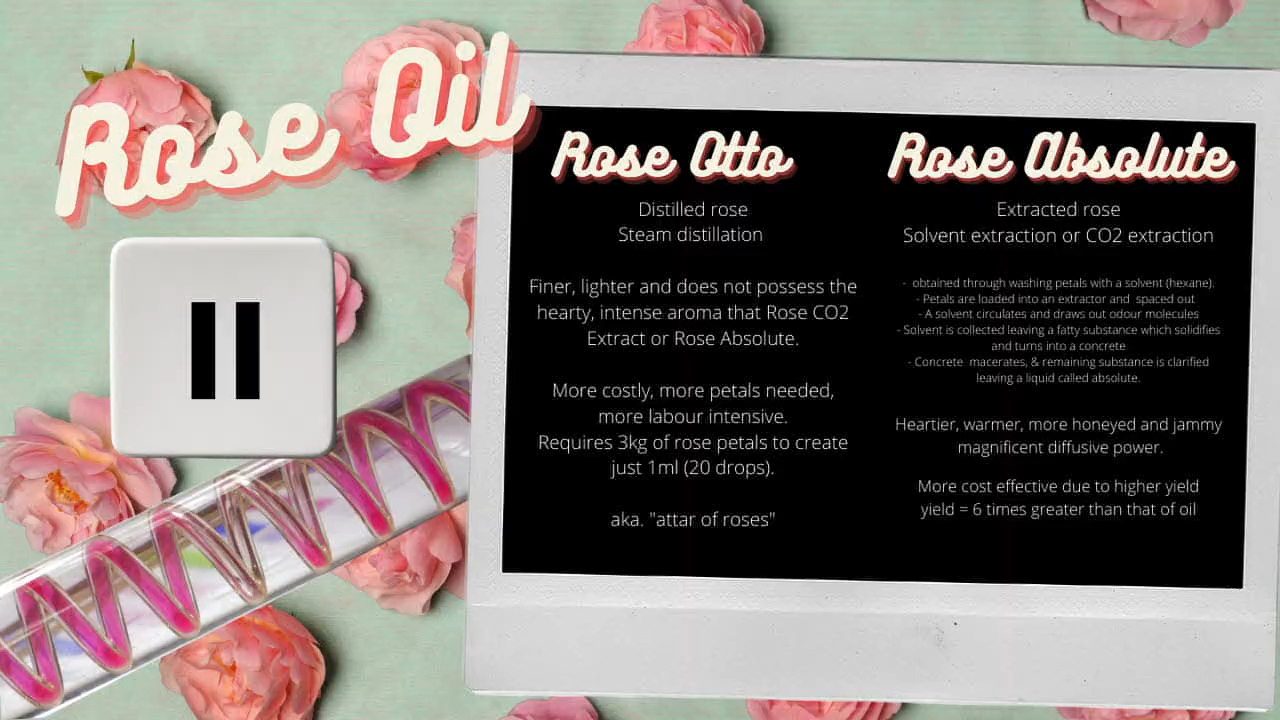 Rose Oil
Rose Otto
Distilled rose
Steam distillation
Finer, lighter and does not possess the
hearty, intense aroma that Rose CO2
Extract or Rose Absolute.
More costly, more petals needed,
more labour intensive.
Requires 3kg of rose petals to create
just 1ml (20 drops).
aka. "attar of roses"
Rose Absolute
Extracted rose
Solvent extraction or CO2 extraction
- obtained through washing petals with a solvent (hexane).
- Petals are loaded into an extractor and spaced out
- A solvent circulates and draws out odour molecules
- Solvent is collected leaving a fatty substance which solidifies
and turns into a concrete
- Concrete macerates, & remaining substance is clarified
leaving a liquid called absolute.
Heartier, warmer, more honeyed and jammy
magnificent diffusive power.
More cost effective due to higher yield
yield = 6 times greater than that of oil